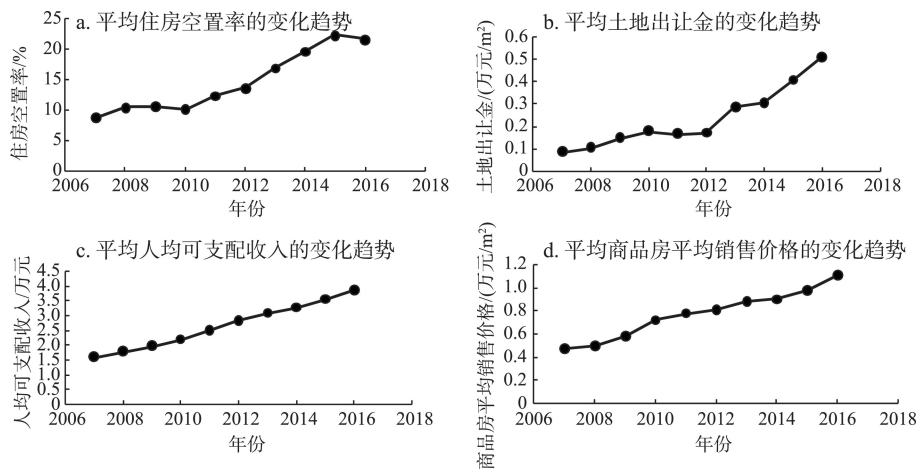 a. 平均住房空置率的变化趋势
住房空置率/%
25
20
15
10
5
0
2006 2008 2010 2012 2014 2016 2018
年份
b. 平均土地出让金的变化趋势
土地出让金/(万元/m²)
0.6
0.5
0.4
0.3
0.2
0.1
0
2006 2008 2010 2012 2014 2016 2018
年份
c. 平均人均可支配收入的变化趋势
人均可支配收入/万元
4.5
4.0
3.5
3.0
2.5
2.0
1.5
1.0
0.5
0
2006 2008 2010 2012 2014 2016 2018
年份
d. 平均商品房平均销售价格的变化趋势
商品房平均销售价格/(万元/m²)
1.2
1.0
0.8
0.6
0.4
0.2
0
2006 2008 2010 2012 2014 2016 2018
年份